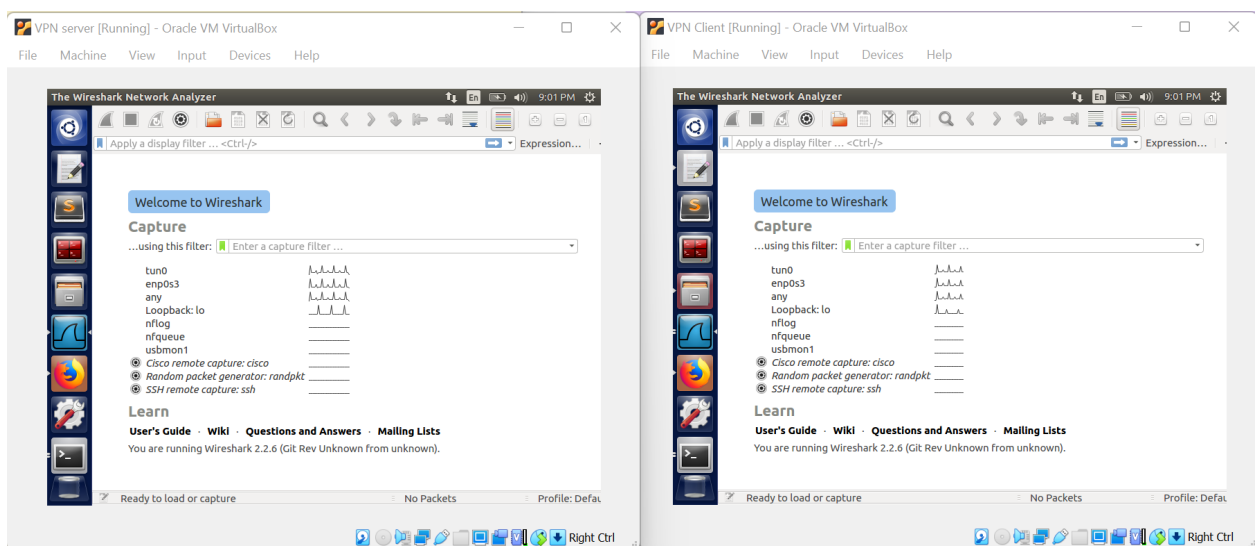 VPN server [Running] - Oracle VM VirtualBox
File Machine View Input Devices Help
The Wireshark Network Analyzer En 9:01 PM
Apply a display filter ... <Ctrl-/> Expression...
Welcome to Wireshark
Capture
...using this filter: Enter a capture filter ...
tun0
enp0s3
any
Loopback: lo
nflog
nfqueue
usbmon1
Cisco remote capture: cisco
Random packet generator: randpkt
SSH remote capture: ssh
Learn
User's Guide · Wiki · Questions and Answers · Mailing Lists
You are running Wireshark 2.2.6 (Git Rev Unknown from unknown).
Ready to load or capture No Packets Profile: Defau
Right Ctrl
VPN Client [Running] - Oracle VM VirtualBox
File Machine View Input Devices Help
The Wireshark Network Analyzer En 9:01 PM
Apply a display filter ... <Ctrl-/> Expression...
Welcome to Wireshark
Capture
...using this filter: Enter a capture filter ...
tun0
enp0s3
any
Loopback: lo
nflog
nfqueue
usbmon1
Cisco remote capture: cisco
Random packet generator: randpkt
SSH remote capture: ssh
Learn
User's Guide · Wiki · Questions and Answers · Mailing Lists
You are running Wireshark 2.2.6 (Git Rev Unknown from unknown).
Ready to load or capture No Packets Profile: Defau
Right Ctrl